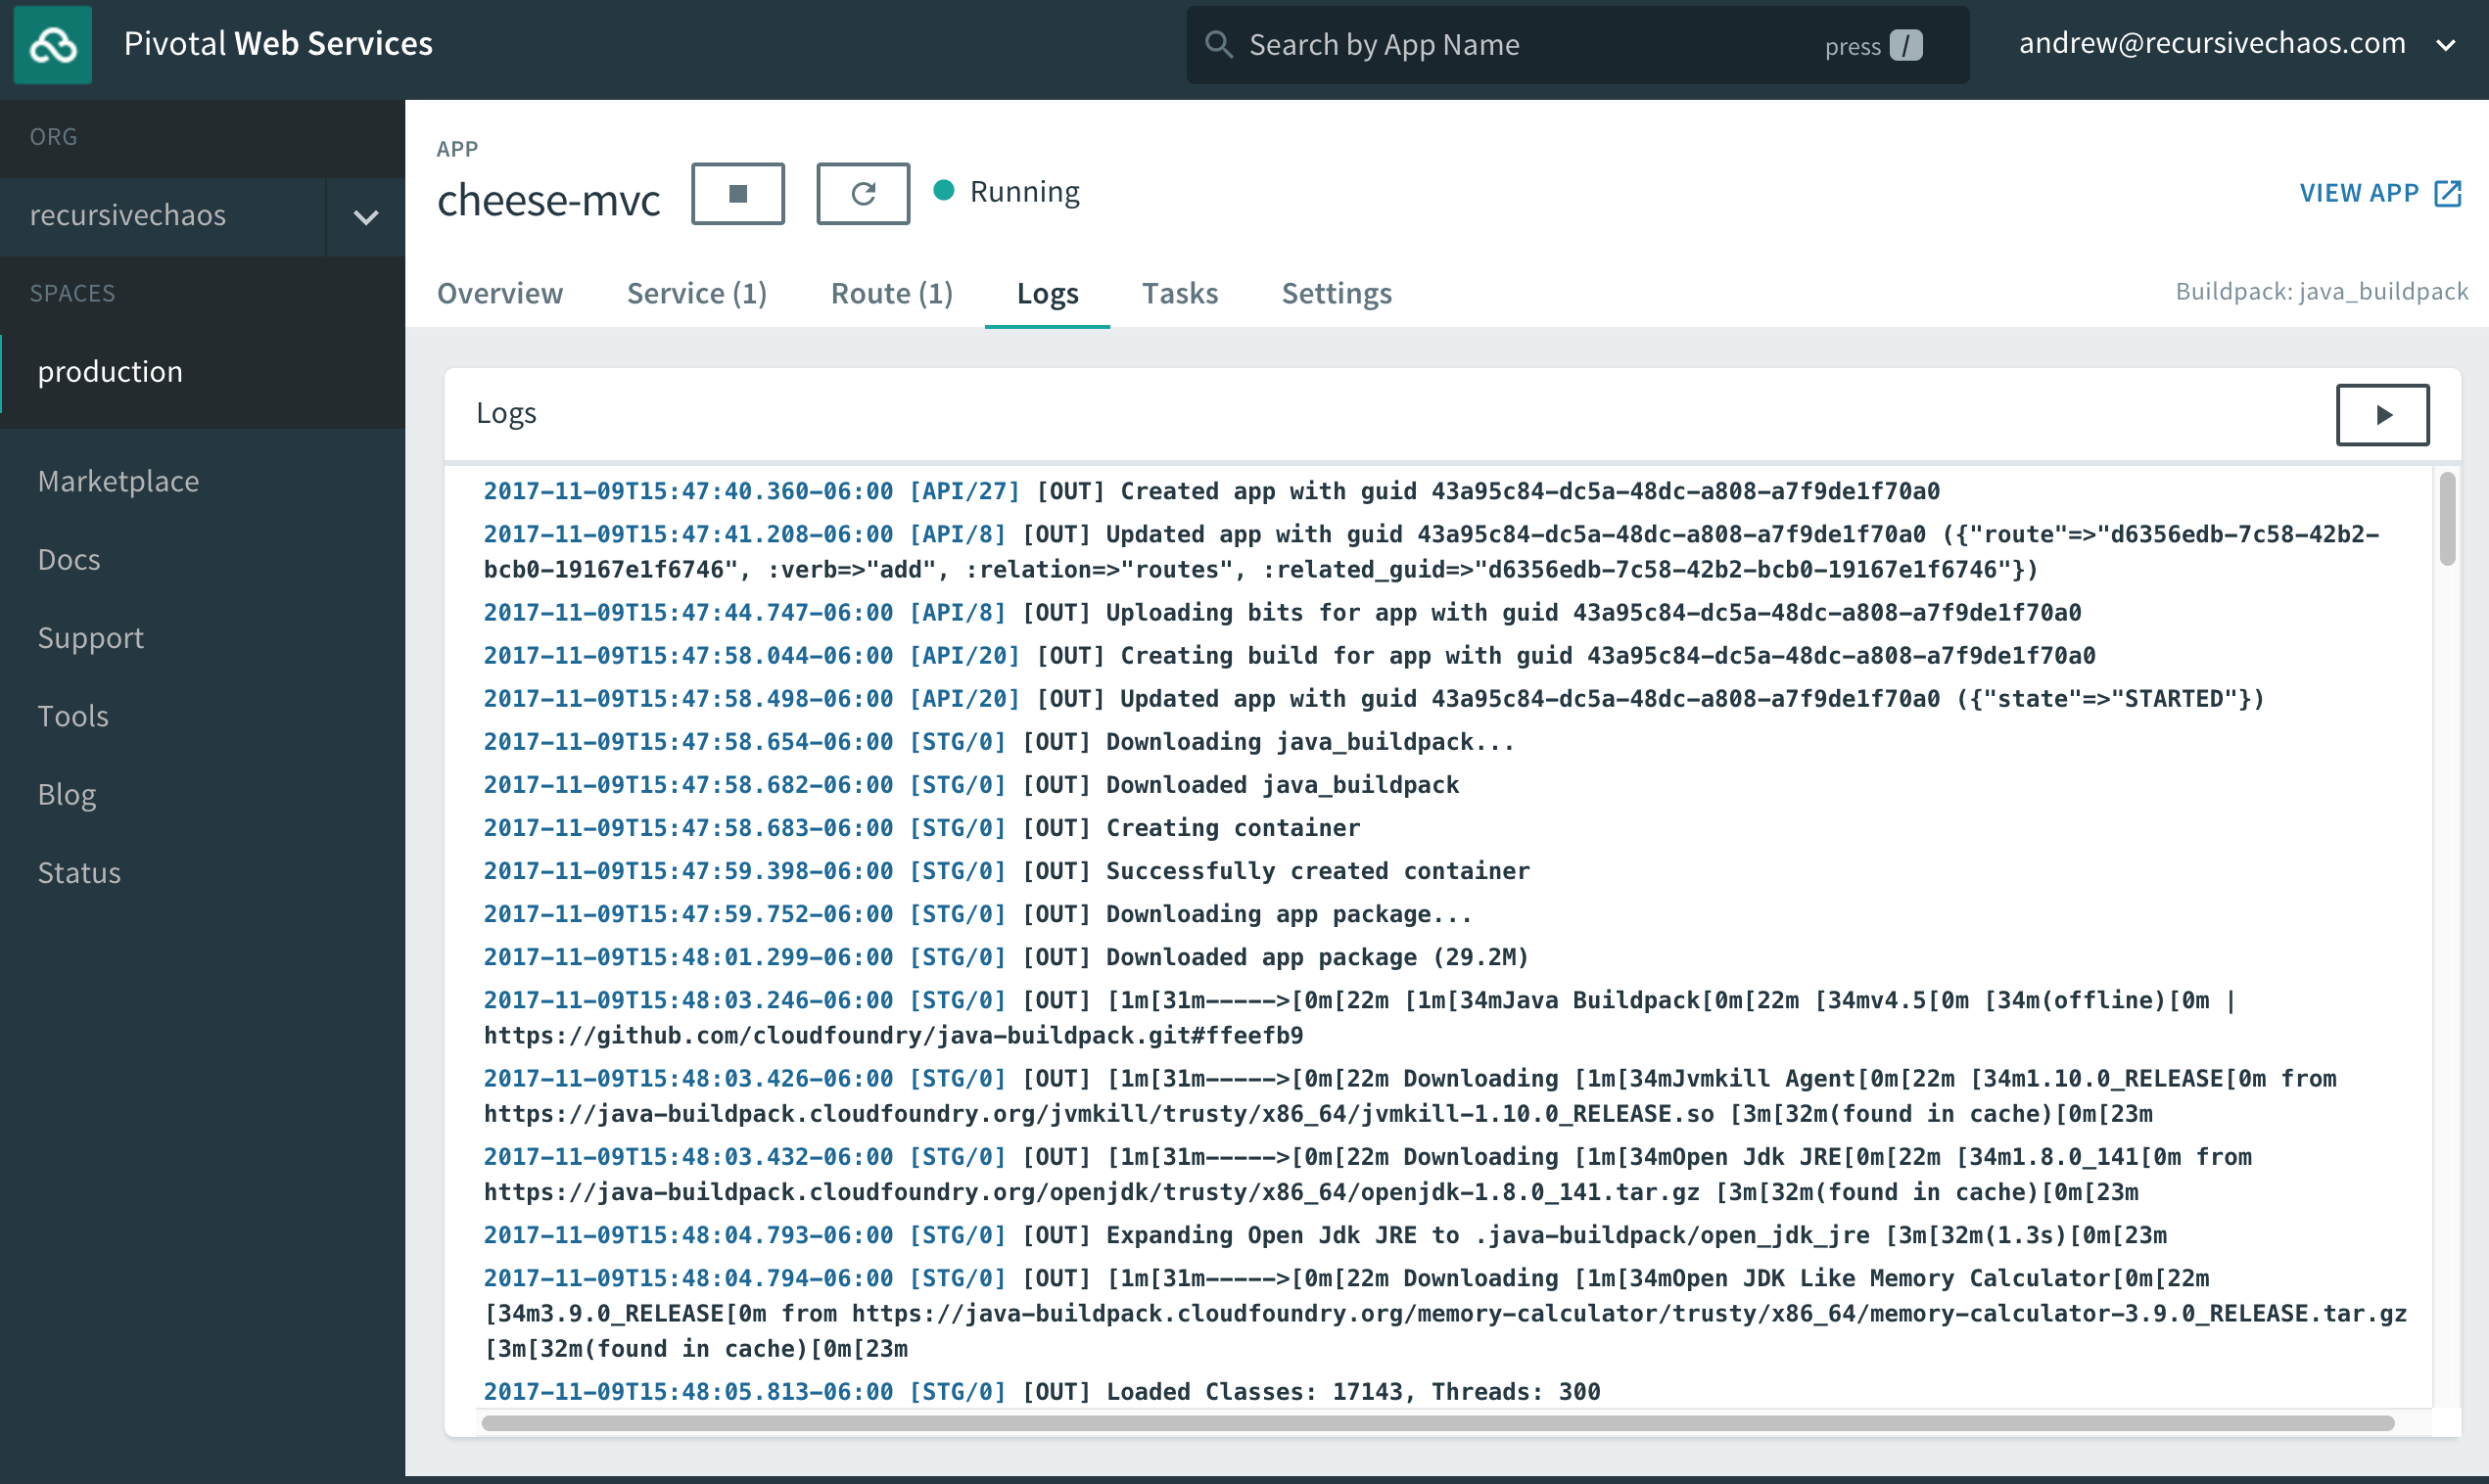 Pivotal Web Services
Search by App Name
press /
andrew@recursivechaos.com
ORG
recursivechaos
SPACES
production
Marketplace
Docs
Support
Tools
Blog
Status
APP
cheese-mvc
Running
VIEW APP
Overview
Service (1)
Route (1)
Logs
Tasks
Settings
Buildpack: java_buildpack
Logs
2017-11-09T15:47:40.360-06:00 [API/27] [OUT] Created app with guid 43a95c84-dc5a-48dc-a808-a7f9de1f70a0
2017-11-09T15:47:41.208-06:00 [API/8] [OUT] Updated app with guid 43a95c84-dc5a-48dc-a808-a7f9de1f70a0 ({"route"=>"d6356edb-7c58-42b2-
bcb0-19167e1f6746", :verb=>"add", :relation=>"routes", :related_guid=>"d6356edb-7c58-42b2-bcb0-19167e1f6746"})
2017-11-09T15:47:44.747-06:00 [API/8] [OUT] Uploading bits for app with guid 43a95c84-dc5a-48dc-a808-a7f9de1f70a0
2017-11-09T15:47:58.044-06:00 [API/20] [OUT] Creating build for app with guid 43a95c84-dc5a-48dc-a808-a7f9de1f70a0
2017-11-09T15:47:58.498-06:00 [API/20] [OUT] Updated app with guid 43a95c84-dc5a-48dc-a808-a7f9de1f70a0 ({"state"=>"STARTED"})
2017-11-09T15:47:58.654-06:00 [STG/0] [OUT] Downloading java_buildpack...
2017-11-09T15:47:58.682-06:00 [STG/0] [OUT] Downloaded java_buildpack
2017-11-09T15:47:58.683-06:00 [STG/0] [OUT] Creating container
2017-11-09T15:47:59.398-06:00 [STG/0] [OUT] Successfully created container
2017-11-09T15:47:59.752-06:00 [STG/0] [OUT] Downloading app package...
2017-11-09T15:48:01.299-06:00 [STG/0] [OUT] Downloaded app package (29.2M)
2017-11-09T15:48:03.246-06:00 [STG/0] [OUT] [1m[31m----->[0m[22m [1m[34mJava Buildpack[0m[22m [34mv4.5[0m [34m(offline)[0m |
https://github.com/cloudfoundry/java-buildpack.git#ffeefb9
2017-11-09T15:48:03.426-06:00 [STG/0] [OUT] [1m[31m----->[0m[22m Downloading [1m[34mJvmkill Agent[0m[22m [34m1.10.0_RELEASE[0m from
https://java-buildpack.cloudfoundry.org/jvmkill/trusty/x86_64/jvmkill-1.10.0_RELEASE.so [3m[32m(found in cache)[0m[23m
2017-11-09T15:48:03.432-06:00 [STG/0] [OUT] [1m[31m----->[0m[22m Downloading [1m[34mOpen Jdk JRE[0m[22m [34m1.8.0_141[0m from
https://java-buildpack.cloudfoundry.org/openjdk/trusty/x86_64/openjdk-1.8.0_141.tar.gz [3m[32m(found in cache)[0m[23m
2017-11-09T15:48:04.793-06:00 [STG/0] [OUT] Expanding Open Jdk JRE to .java-buildpack/open_jdk_jre [3m[32m(1.3s)[0m[23m
2017-11-09T15:48:04.794-06:00 [STG/0] [OUT] [1m[31m----->[0m[22m Downloading [1m[34mOpen JDK Like Memory Calculator[0m[22m
[34m3.9.0_RELEASE[0m from https://java-buildpack.cloudfoundry.org/memory-calculator/trusty/x86_64/memory-calculator-3.9.0_RELEASE.tar.gz
[3m[32m(found in cache)[0m[23m
2017-11-09T15:48:05.813-06:00 [STG/0] [OUT] Loaded Classes: 17143, Threads: 300